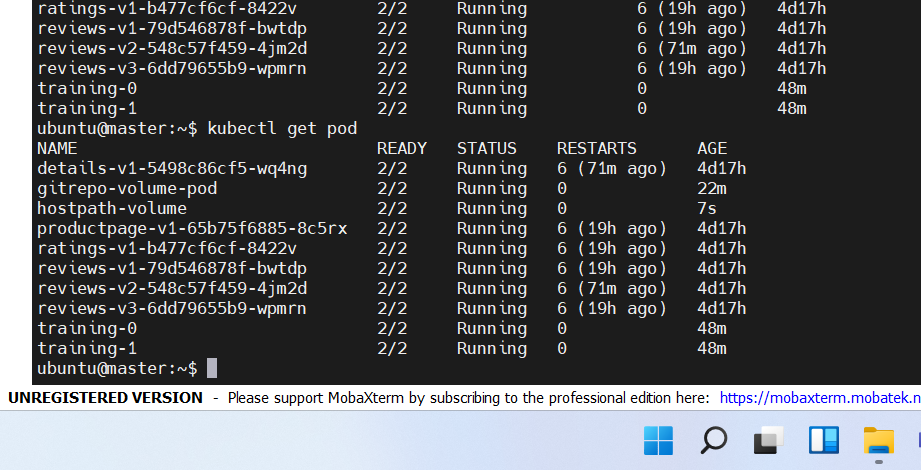 ratings-v1-b477cf6cf-8422v 2/2 Running 6 (19h ago) 4d17h
reviews-v1-79d546878f-bwtdp 2/2 Running 6 (19h ago) 4d17h
reviews-v2-548c57f459-4jm2d 2/2 Running 6 (71m ago) 4d17h
reviews-v3-6dd79655b9-wpmrn 2/2 Running 6 (19h ago) 4d17h
training-0 2/2 Running 0 48m
training-1 2/2 Running 0 48m
ubuntu@master:~$ kubectl get pod
NAME READY STATUS RESTARTS AGE
details-v1-5498c86cf5-wq4ng 2/2 Running 6 (71m ago) 4d17h
gitrepo-volume-pod 2/2 Running 0 22m
hostpath-volume 2/2 Running 0 7s
productpage-v1-65b75f6885-8c5rx 2/2 Running 6 (19h ago) 4d17h
ratings-v1-b477cf6cf-8422v 2/2 Running 6 (19h ago) 4d17h
reviews-v1-79d546878f-bwtdp 2/2 Running 6 (19h ago) 4d17h
reviews-v2-548c57f459-4jm2d 2/2 Running 6 (71m ago) 4d17h
reviews-v3-6dd79655b9-wpmrn 2/2 Running 6 (19h ago) 4d17h
training-0 2/2 Running 0 48m
training-1 2/2 Running 0 48m
ubuntu@master:~$
UNREGISTERED VERSION - Please support MobaXterm by subscribing to the professional edition here: https://mobaxterm.mobatek.n